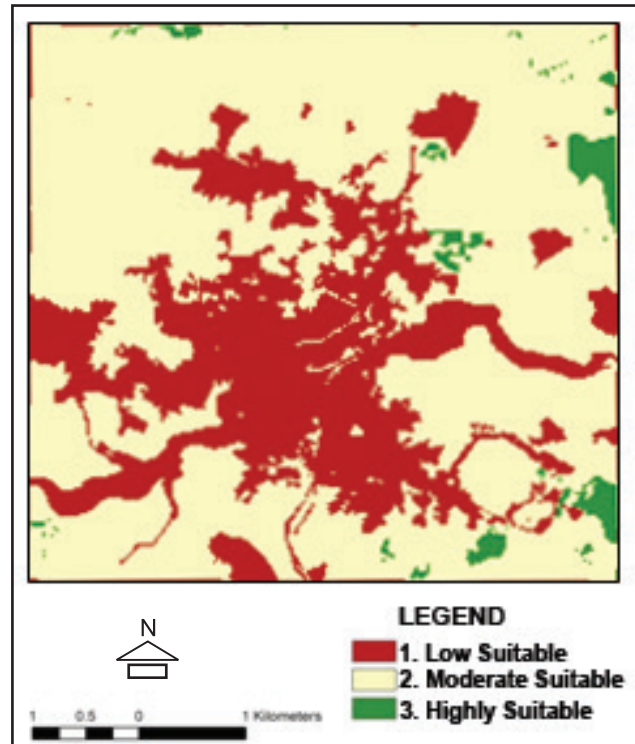 N
LEGEND
1. Low Suitable
2. Moderate Suitable
3. Highly Suitable
1 0.5 0 1 Kilometers